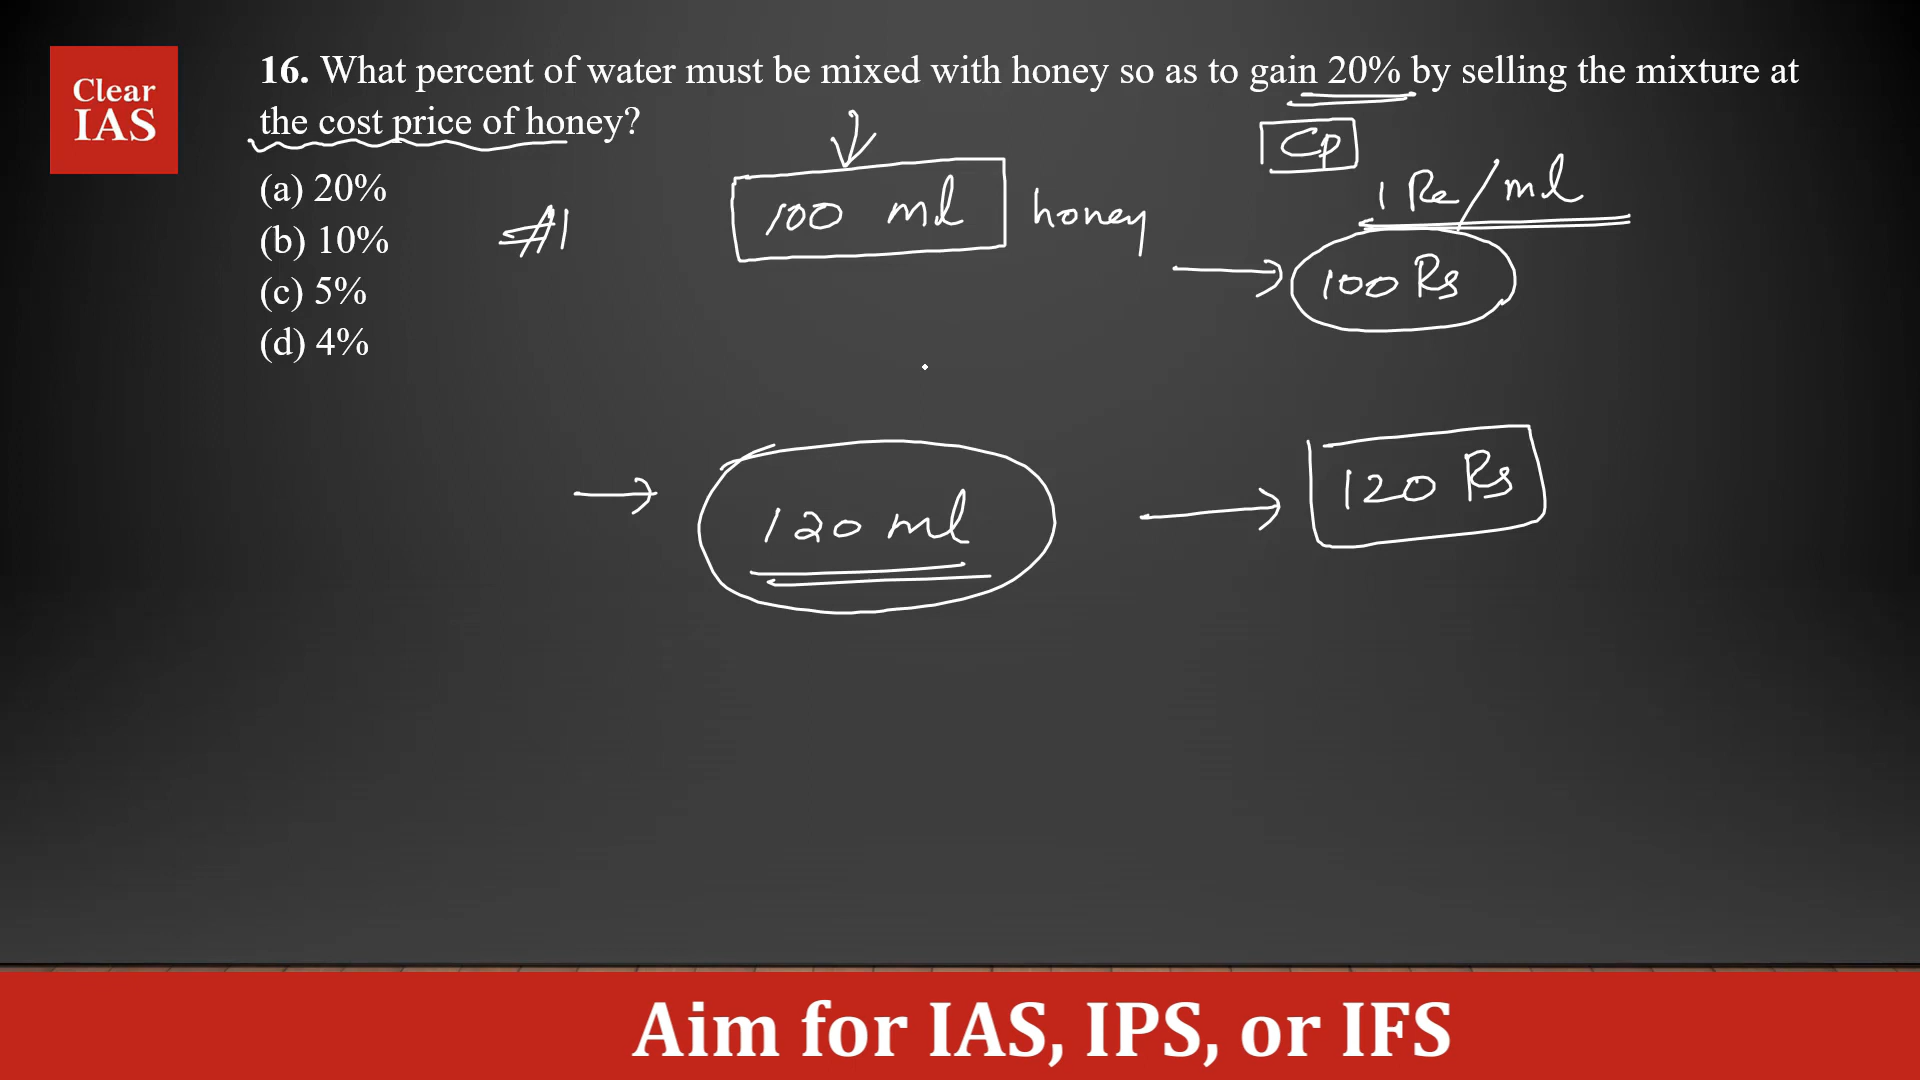 Clear
IAS
16. What percent of water must be mixed with honey so as to gain 20% by selling the mixture at
the cost price of honey?
(a) 20%
(b) 10%
(c) 5%
(d) 4%
#1
100 ml honey
CP
1 Re/ml
100 Rs
120 ml
120 Rs
Aim for IAS, IPS, or IFS